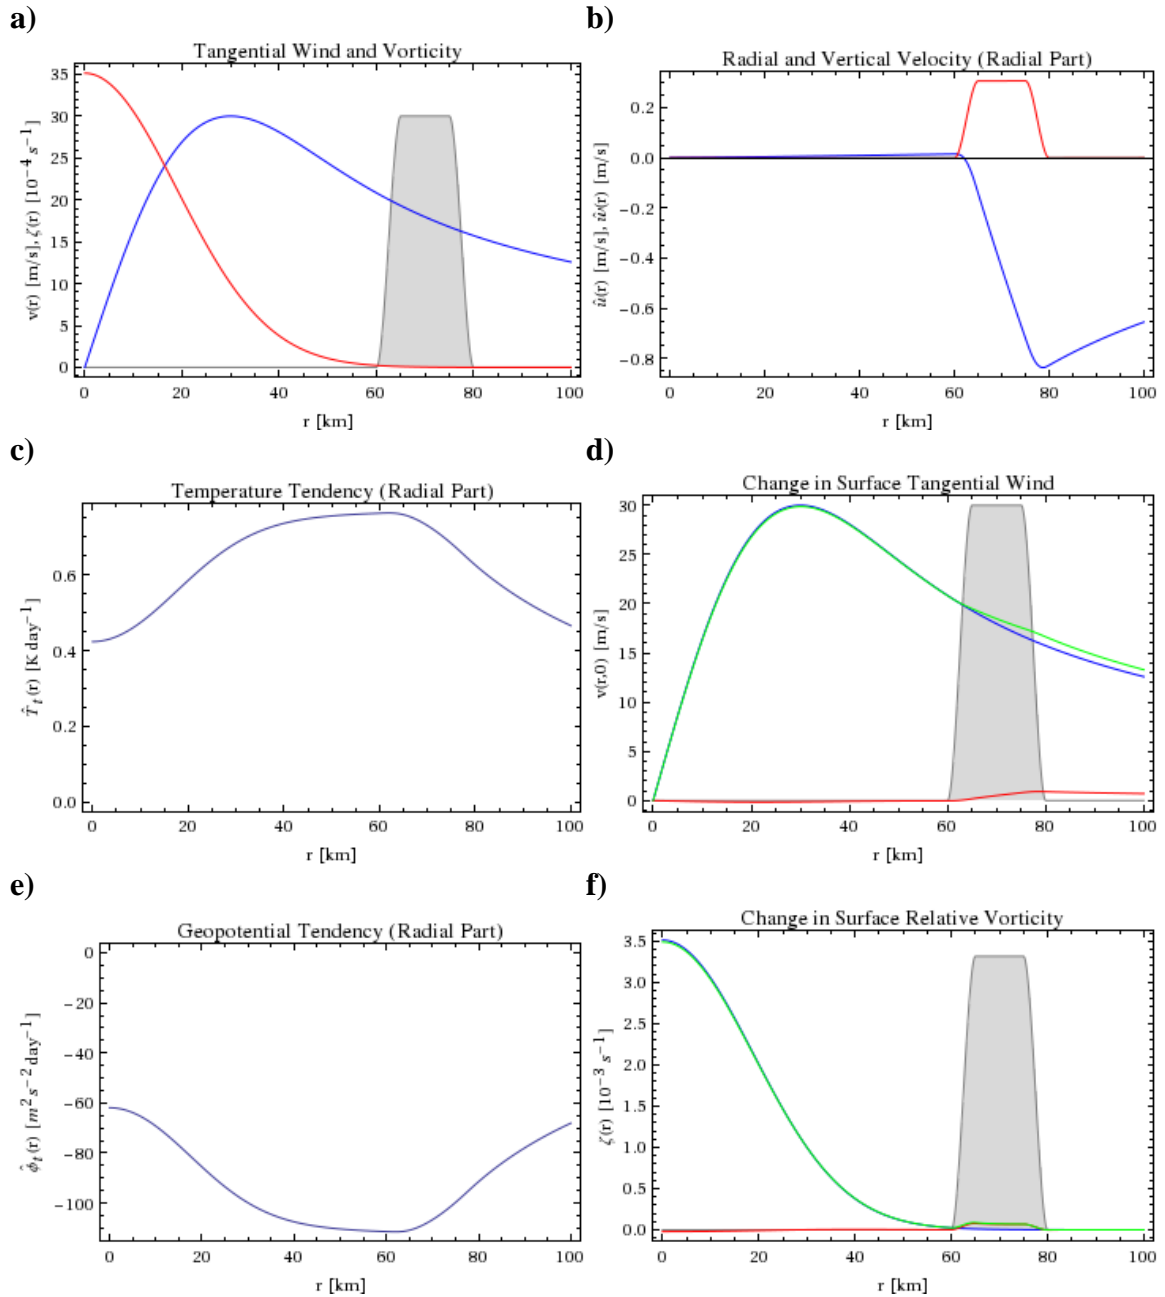 a)
Tangential Wind and Vorticity
v(r) [m/s], ζ(r) [10⁻⁴ s⁻¹]
35
30
25
20
15
10
5
0
0 20 40 60 80 100
r [km]
b)
Radial and Vertical Velocity (Radial Part)
û(r) [m/s], ŵ(r) [m/s]
0.2
0.0
−0.2
−0.4
−0.6
−0.8
0 20 40 60 80 100
r [km]
c)
Temperature Tendency (Radial Part)
T̂ₜ(r) [K day⁻¹]
0.6
0.4
0.2
0.0
0 20 40 60 80 100
r [km]
d)
Change in Surface Tangential Wind
v(r,0) [m/s]
30
25
20
15
10
5
0
0 20 40 60 80 100
r [km]
e)
Geopotential Tendency (Radial Part)
ϕ̂ₜ(r) [m² s⁻² day⁻¹]
0
−20
−40
−60
−80
−100
0 20 40 60 80 100
r [km]
f)
Change in Surface Relative Vorticity
ζ(r) [10⁻³ s⁻¹]
3.5
3.0
2.5
2.0
1.5
1.0
0.5
0.0
0 20 40 60 80 100
r [km]